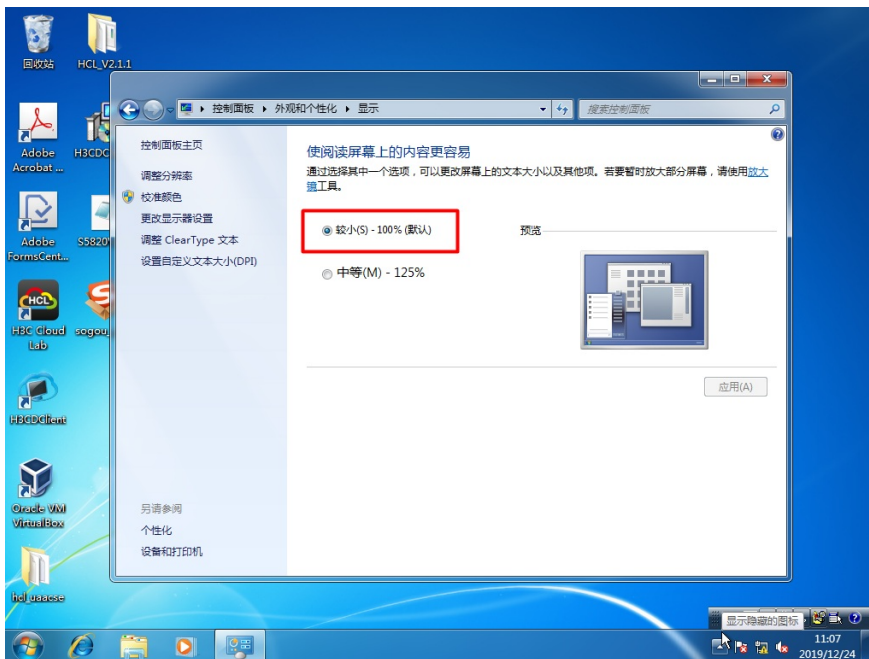 回收站
HCL_V2.1.1
Adobe
Acrobat ...
H3CDC
Adobe
FormsCent...
S5820
H3C Cloud
Lab
sogou_
H3CDClient
Oracle VM
VirtualBox
hcl_uaacse
控制面板 外观和个性化 显示
搜索控制面板
控制面板主页
调整分辨率
校准颜色
更改显示器设置
调整 ClearType 文本
设置自定义文本大小(DPI)
另请参阅
个性化
设备和打印机
使阅读屏幕上的内容更容易
通过选择其中一个选项，可以更改屏幕上的文本大小以及其他项。若要暂时放大部分屏幕，请使用放大
镜工具。
较小(S) - 100% (默认)
预览
中等(M) - 125%
应用(A)
HCL
显示隐藏的图标
11:07
2019/12/24